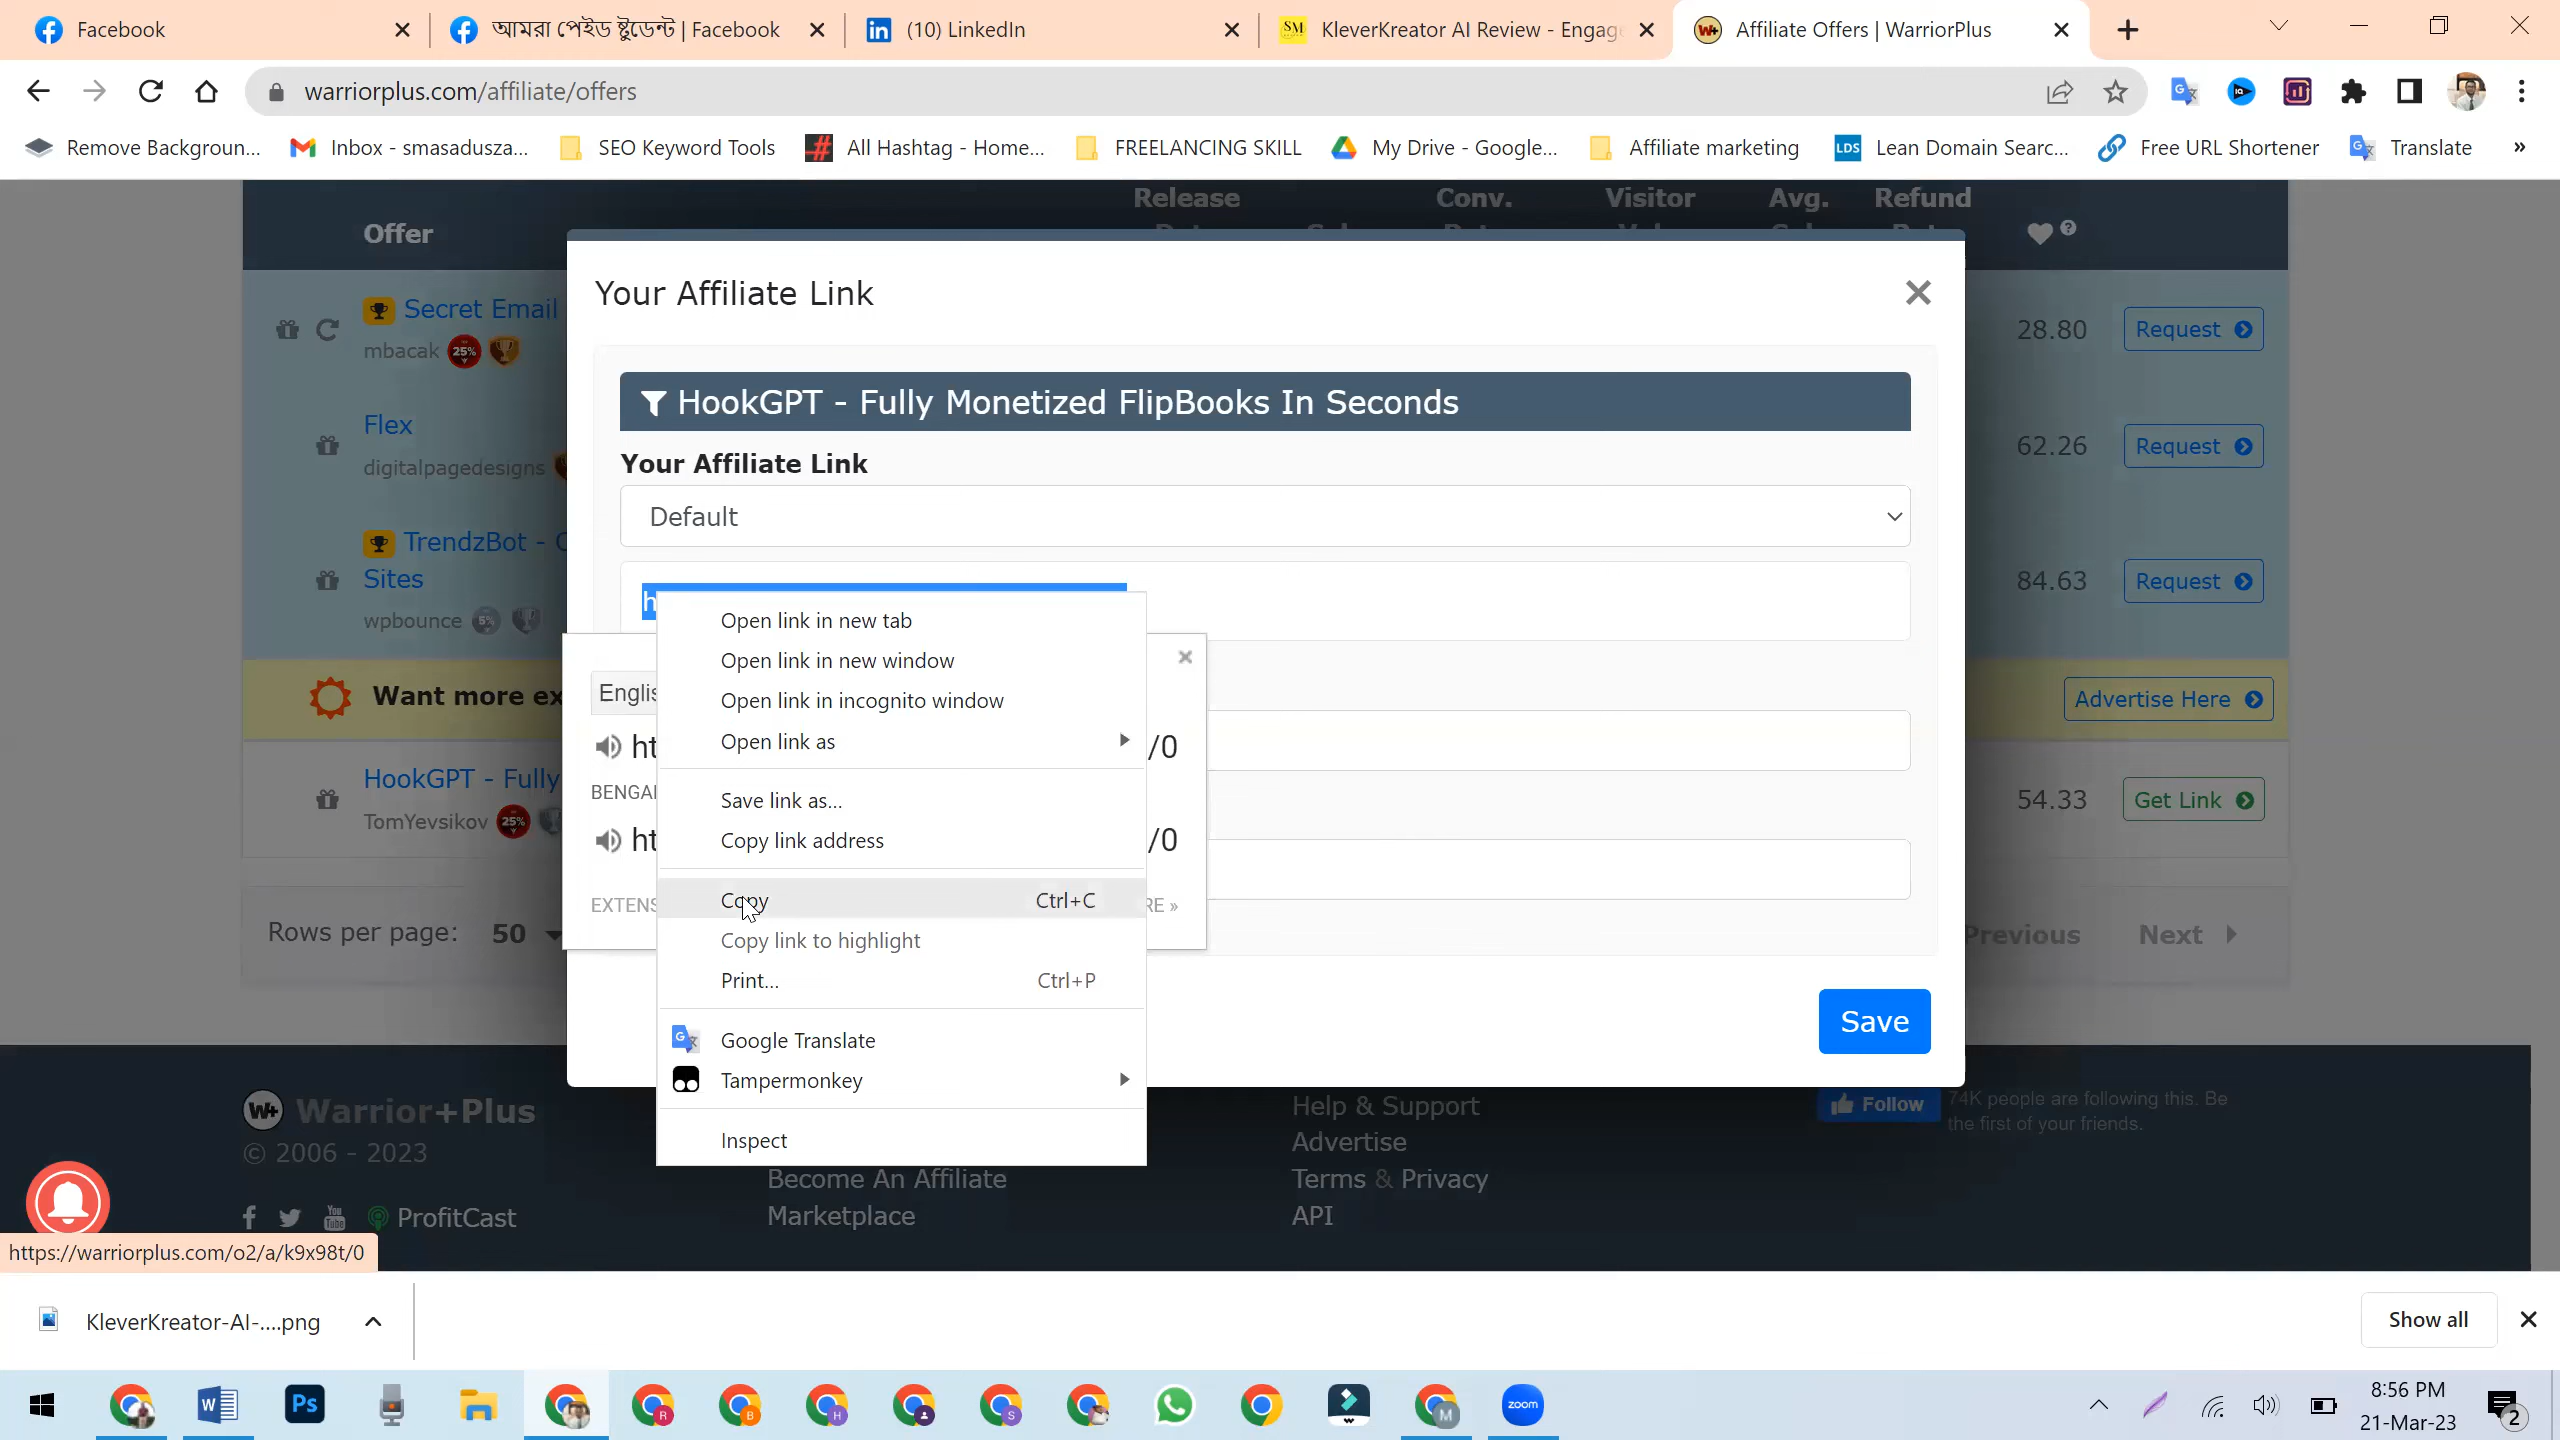 Facebook
আমরা পেইড ষ্টুডেন্ট | Facebook
(10) LinkedIn
KleverKreator AI Review - Engag
Affiliate Offers | WarriorPlus
warriorplus.com/affiliate/offers
Remove Backgroun...
Inbox - smasadusza...
SEO Keyword Tools
All Hashtag - Home...
FREELANCING SKILL
My Drive - Google...
Affiliate marketing
LDS Lean Domain Searc...
Free URL Shortener
Translate
Offer
Release
Conv.
Visitor
Avg.
Refund
Your Affiliate Link
Secret Email
mbacak 25%
28.80 Request
HookGPT - Fully Monetized FlipBooks In Seconds
Flex
digitalpagedesigns
62.26 Request
Your Affiliate Link
Default
TrendzBot -
Sites
wpbounce 5%
84.63 Request
Open link in new tab
Open link in new window
Open link in incognito window
Open link as
Save link as...
Copy link address
Copy Ctrl+C
Copy link to highlight
Print... Ctrl+P
Google Translate
Tampermonkey
Inspect
/0
/0
Want more
Advertise Here
HookGPT - Fully
TomYevsikov 25%
54.33 Get Link
Rows per page: 50
Previous Next
Save
Warrior+Plus
© 2006 - 2023
ProfitCast
Become An Affiliate
Marketplace
Help & Support
Advertise
Terms & Privacy
API
Follow
74K people are following this. Be
the first of your friends.
https://warriorplus.com/o2/a/k9x98t/0
KleverKreator-AI-....png
Show all
Ps
zoom
8:56 PM
21-Mar-23
2